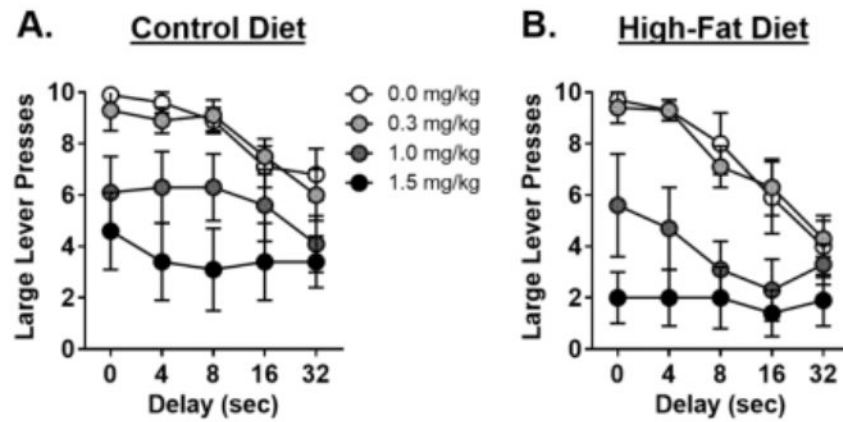 A. Control Diet
Large Lever Presses
10
8
6
4
2
0
0 4 8 16 32
Delay (sec)
0.0 mg/kg
0.3 mg/kg
1.0 mg/kg
1.5 mg/kg
B. High-Fat Diet
Large Lever Presses
10
8
6
4
2
0
0 4 8 16 32
Delay (sec)